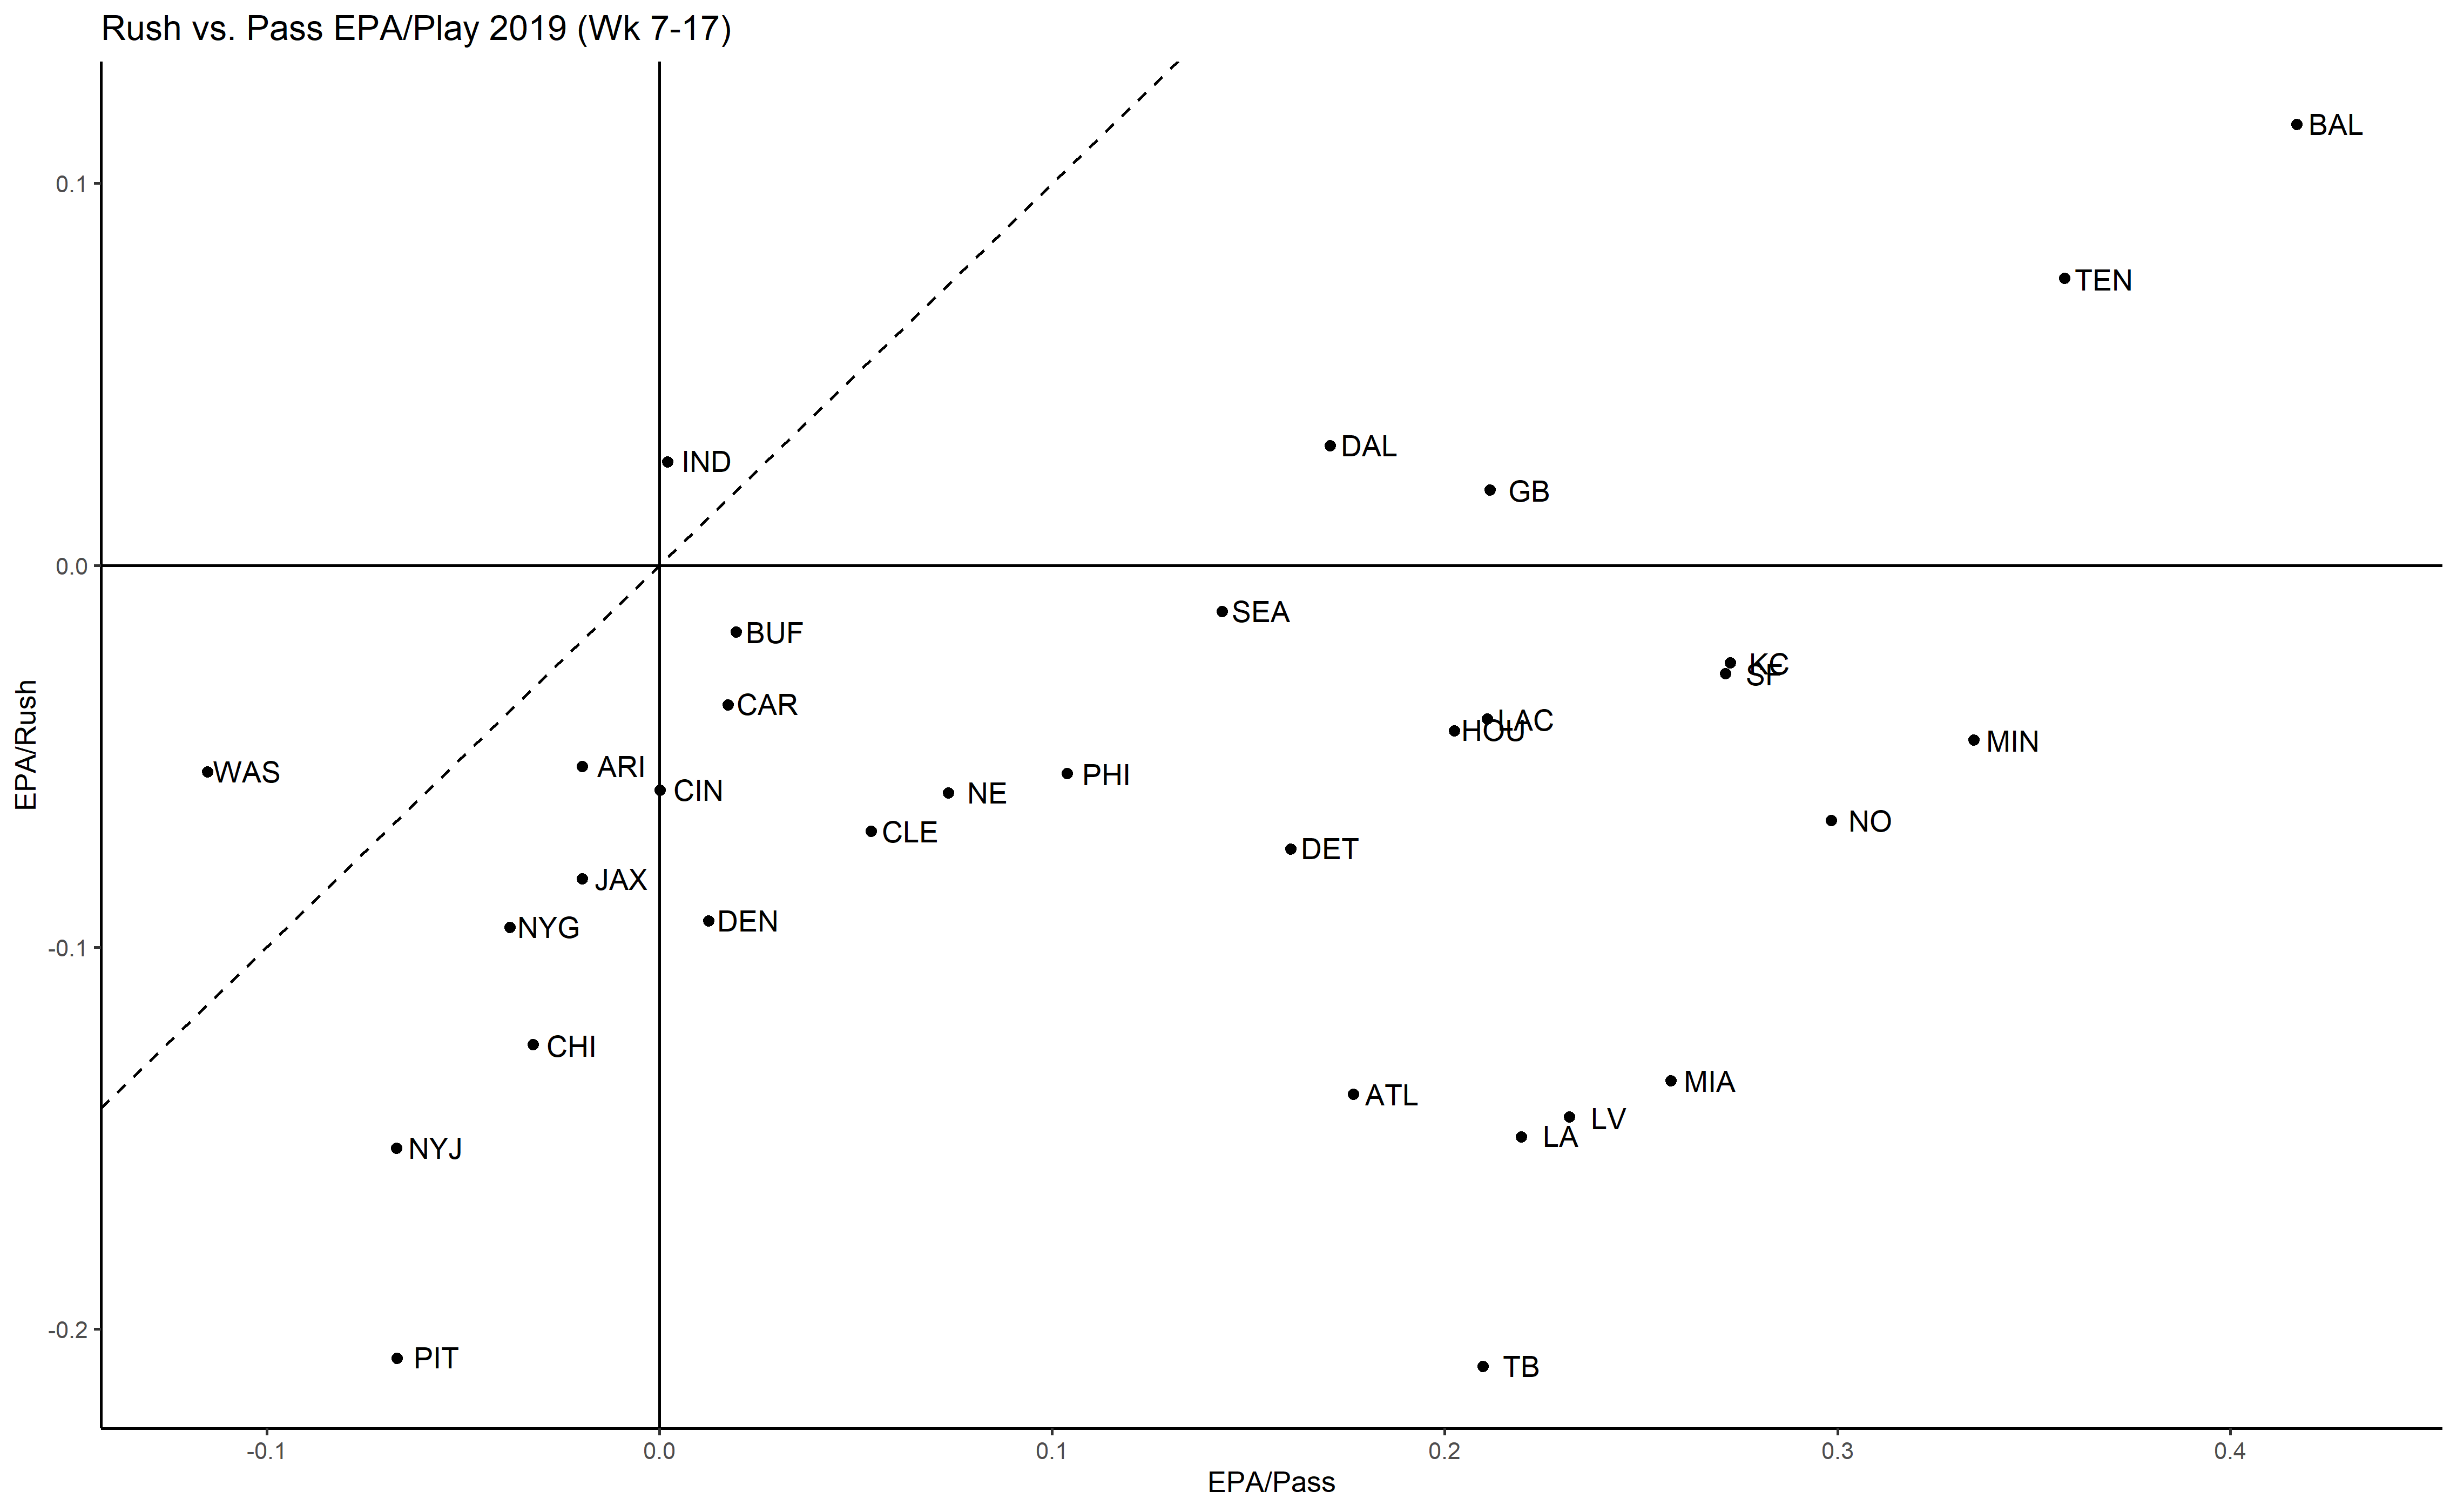 Rush vs. Pass EPA/Play 2019 (Wk 7-17)
BAL
0.1
TEN
DAL
IND
GB
0.0
SEA
BUF
KC
SF
CAR
LAC
HOU
MIN
EPA/Rush
ARI
WAS
PHI
CIN
NE
NO
CLE
DET
JAX
DEN
NYG
-0.1
CHI
MIA
ATL
LV
LA
NYJ
-0.2
PIT
TB
-0.1
0.0
0.1
0.2
0.3
0.4
EPA/Pass